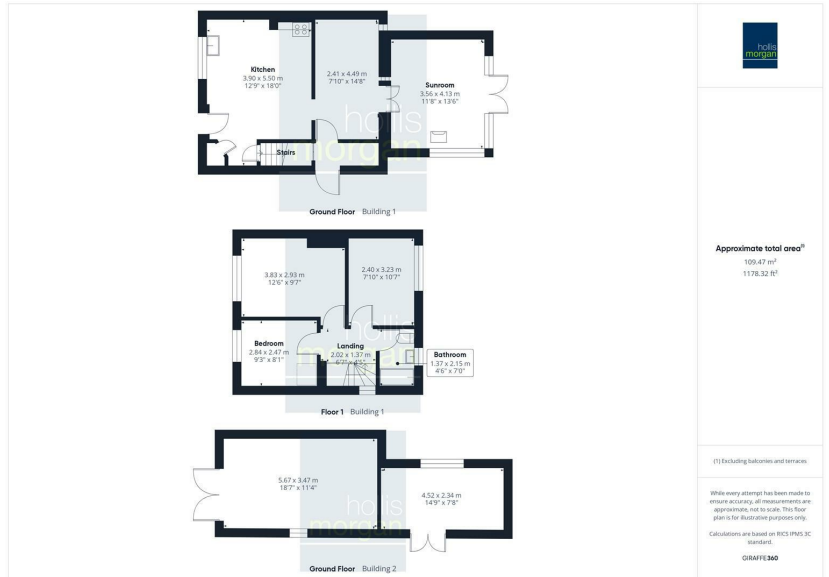 Kitchen
3.90 x 5.50 m
12'9" x 18'0"
2.41 x 4.49 m
7'10" x 14'8"
Sunroom
3.56 x 4.13 m
11'8" x 13'6"
Stairs
hollis
morgan
Ground Floor Building 1
3.83 x 2.93 m
12'6" x 9'7"
2.40 x 3.23 m
7'10" x 10'7"
Bedroom
2.84 x 2.47 m
9'3" x 8'1"
Landing
2.02 x 1.37 m
6'7" x 4'5"
Bathroom
1.37 x 2.15 m
4'6" x 7'0"
hollis
morgan
Floor 1 Building 1
5.67 x 3.47 m
18'7" x 11'4"
4.52 x 2.34 m
14'9" x 7'8"
hollis
morgan
Ground Floor Building 2
hollis
morgan
Approximate total area⁽¹⁾
109.47 m²
1178.32 ft²
(1) Excluding balconies and terraces
While every attempt has been made to
ensure accuracy, all measurements are
approximate, not to scale. This floor
plan is for illustrative purposes only.
Calculations are based on RICS IPMS 3C
standard.
GIRAFFE360